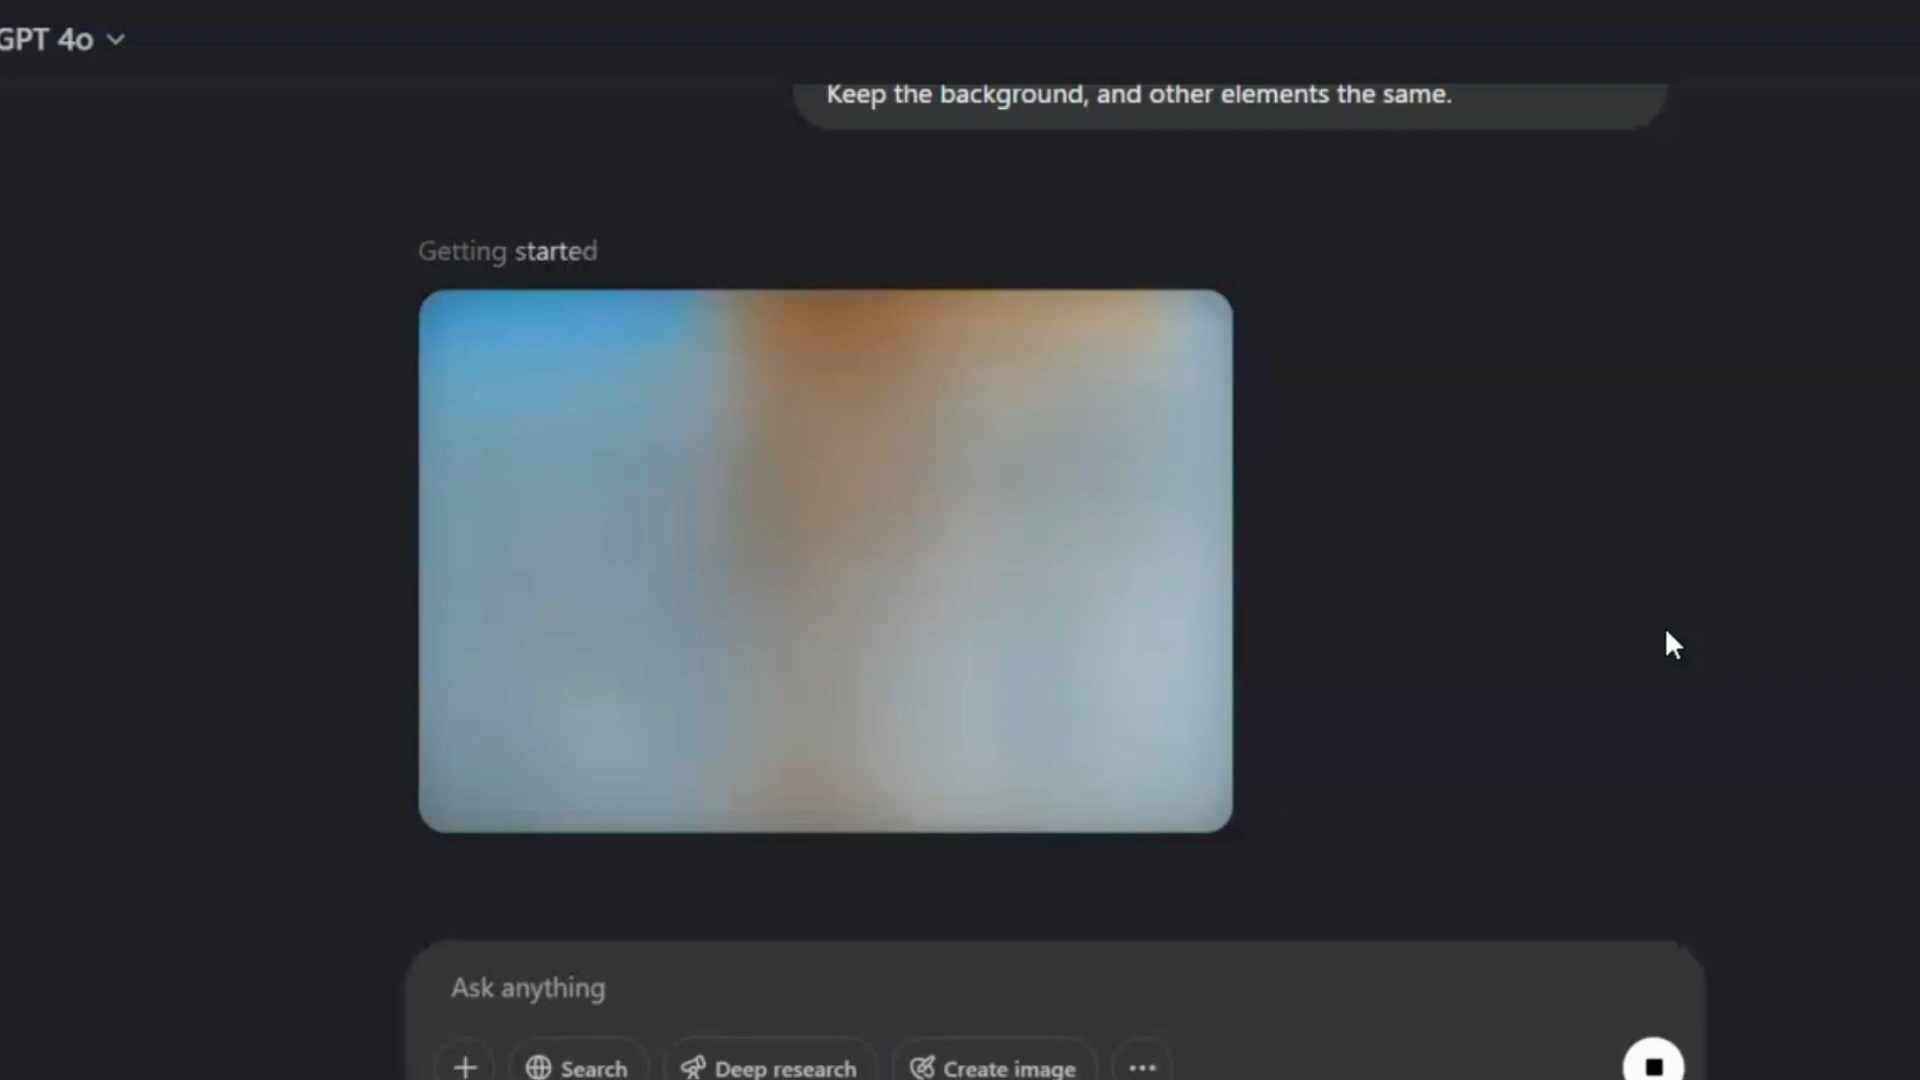 GPT 4o
Keep the background, and other elements the same.
Getting started
Ask anything
Search Deep research Create image